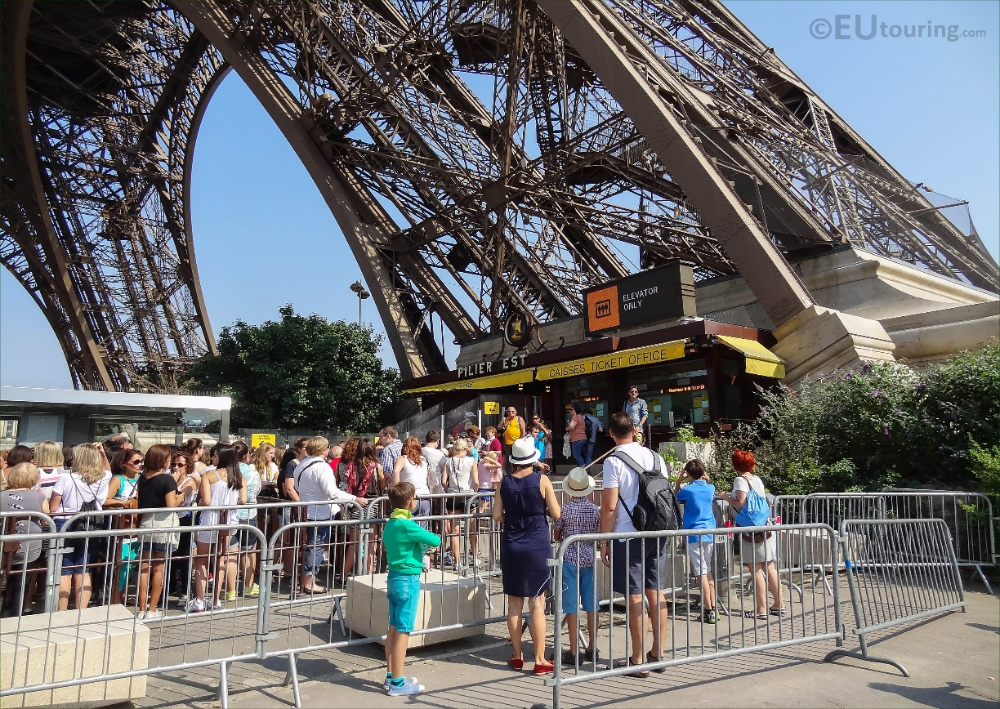 ©EUtouring.com
ELEVATOR
ONLY
PILIER EST
CAISSES TICKET OFFICE